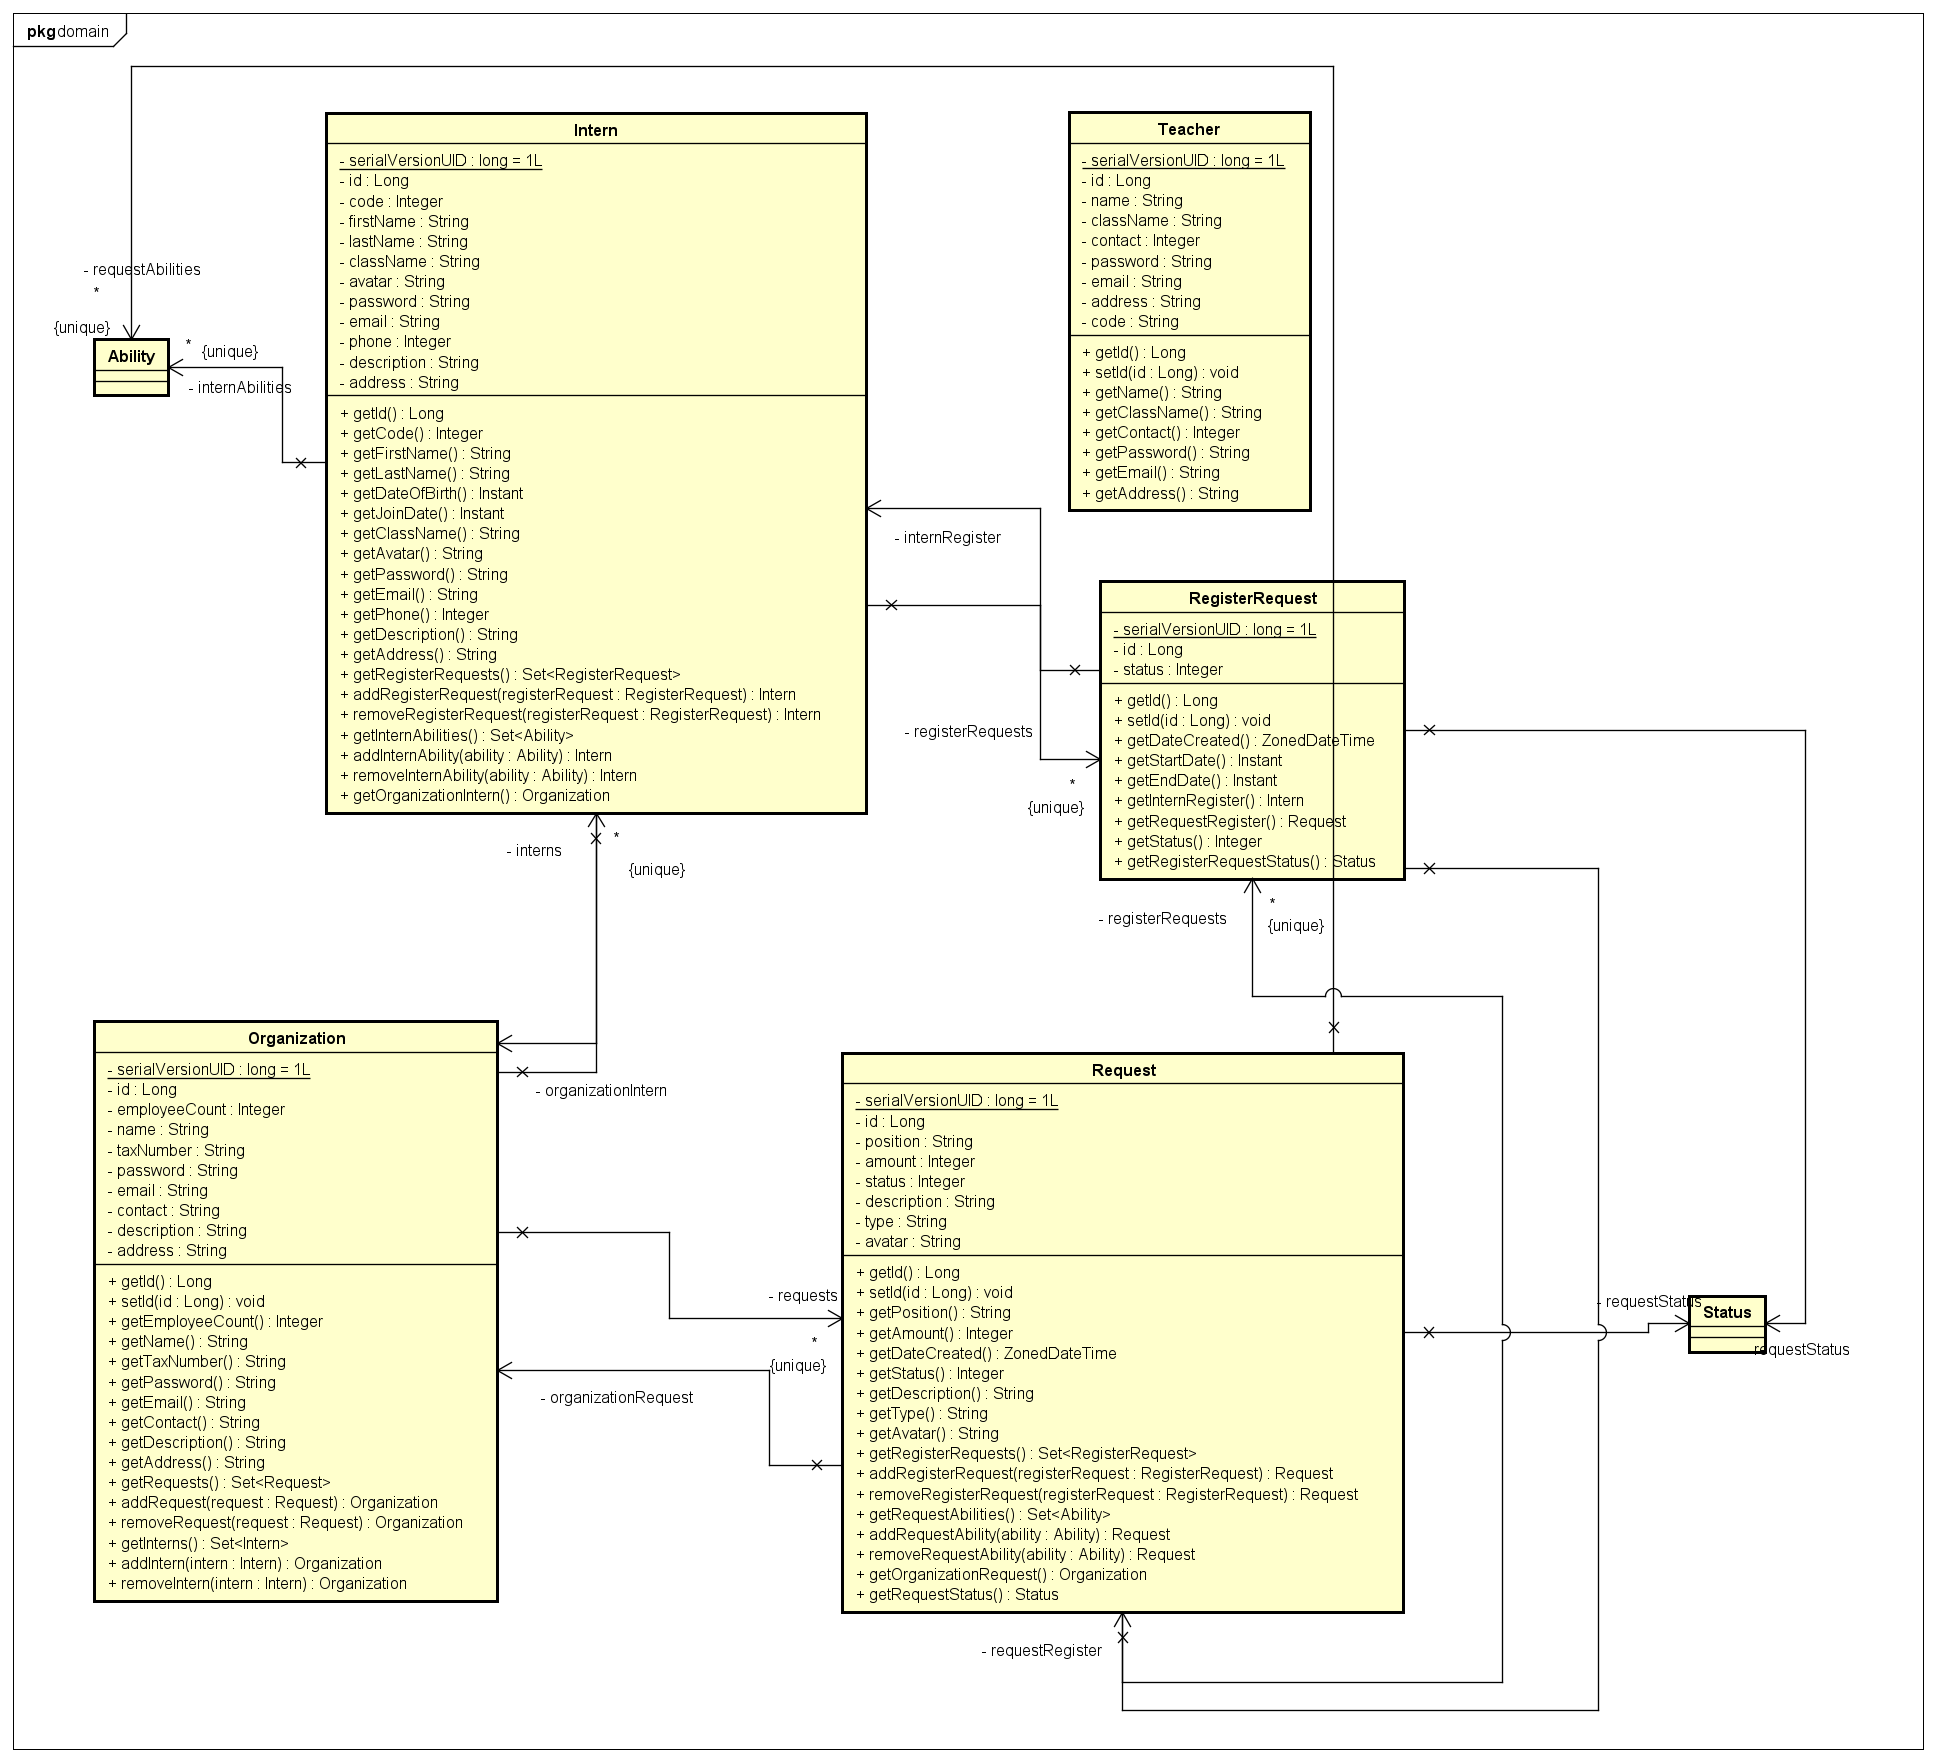 pkg domain
Intern
- serialVersionUID : long = 1L
- id : Long
- code : Integer
- firstName : String
- lastName : String
- className : String
- avatar : String
- password : String
- email : String
- phone : Integer
- description : String
- address : String
+ getId() : Long
+ getCode() : Integer
+ getFirstName() : String
+ getLastName() : String
+ getDateOfBirth() : Instant
+ getJoinDate() : Instant
+ getClassName() : String
+ getAvatar() : String
+ getPassword() : String
+ getEmail() : String
+ getPhone() : Integer
+ getDescription() : String
+ getAddress() : String
+ getRegisterRequests() : Set<RegisterRequest>
+ addRegisterRequest(registerRequest : RegisterRequest) : Intern
+ removeRegisterRequest(registerRequest : RegisterRequest) : Intern
+ getInternAbilities() : Set<Ability>
+ addInternAbility(ability : Ability) : Intern
+ removeInternAbility(ability : Ability) : Intern
+ getOrganizationIntern() : Organization
Teacher
- serialVersionUID : long = 1L
- id : Long
- name : String
- className : String
- contact : Integer
- password : String
- email : String
- address : String
- code : String
+ getId() : Long
+ setId(id : Long) : void
+ getName() : String
+ getClassName() : String
+ getContact() : Integer
+ getPassword() : String
+ getEmail() : String
+ getAddress() : String
- requestAbilities
*
{unique}
Ability
*
{unique}
- internAbilities
- internRegister
- registerRequests
*
{unique}
RegisterRequest
- serialVersionUID : long = 1L
- id : Long
- status : Integer
+ getId() : Long
+ setId(id : Long) : void
+ getDateCreated() : ZonedDateTime
+ getStartDate() : Instant
+ getEndDate() : Instant
+ getInternRegister() : Intern
+ getRequestRegister() : Request
+ getStatus() : Integer
+ getRegisterRequestStatus() : Status
- interns
*
{unique}
- registerRequests
*
{unique}
Organization
- serialVersionUID : long = 1L
- id : Long
- employeeCount : Integer
- name : String
- taxNumber : String
- password : String
- email : String
- contact : String
- description : String
- address : String
+ getId() : Long
+ setId(id : Long) : void
+ getEmployeeCount() : Integer
+ getName() : String
+ getTaxNumber() : String
+ getPassword() : String
+ getEmail() : String
+ getContact() : String
+ getDescription() : String
+ getAddress() : String
+ getRequests() : Set<Request>
+ addRequest(request : Request) : Organization
+ removeRequest(request : Request) : Organization
+ getInterns() : Set<Intern>
+ addIntern(intern : Intern) : Organization
+ removeIntern(intern : Intern) : Organization
- organizationIntern
- requests
*
{unique}
- organizationRequest
Request
- serialVersionUID : long = 1L
- id : Long
- position : String
- amount : Integer
- status : Integer
- description : String
- type : String
- avatar : String
+ getId() : Long
+ setId(id : Long) : void
+ getPosition() : String
+ getAmount() : Integer
+ getDateCreated() : ZonedDateTime
+ getStatus() : Integer
+ getDescription() : String
+ getType() : String
+ getAvatar() : String
+ getRegisterRequests() : Set<RegisterRequest>
+ addRegisterRequest(registerRequest : RegisterRequest) : Request
+ removeRegisterRequest(registerRequest : RegisterRequest) : Request
+ getRequestAbilities() : Set<Ability>
+ addRequestAbility(ability : Ability) : Request
+ removeRequestAbility(ability : Ability) : Request
+ getOrganizationRequest() : Organization
+ getRequestStatus() : Status
- requestStatus
Status
requestStatus
- requestRegister